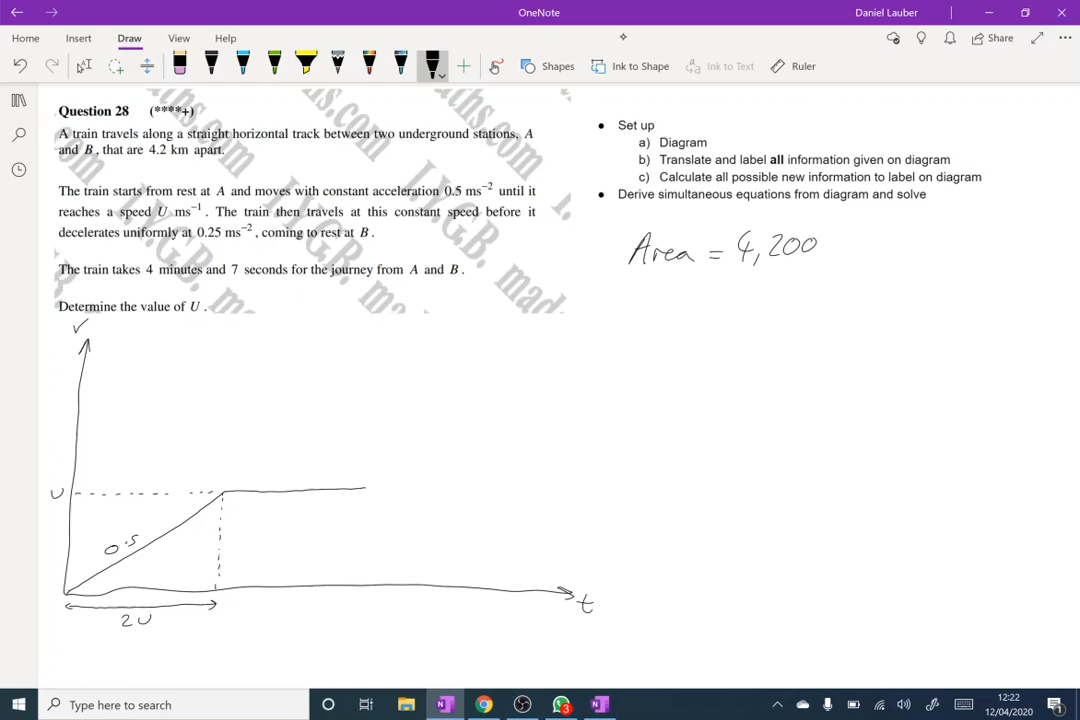 OneNote
Daniel Lauber
Home Insert Draw View Help
Share
Shapes
Ink to Shape
Ink to Text
Ruler
Question 28 (****+)
A train travels along a straight horizontal track between two underground stations, A
and B, that are 4.2 km apart.
The train starts from rest at A and moves with constant acceleration 0.5 ms⁻² until it
reaches a speed U ms⁻¹. The train then travels at this constant speed before it
decelerates uniformly at 0.25 ms⁻², coming to rest at B.
The train takes 4 minutes and 7 seconds for the journey from A and B.
Determine the value of U.
• Set up
a) Diagram
b) Translate and label all information given on diagram
c) Calculate all possible new information to label on diagram
• Derive simultaneous equations from diagram and solve
Area = 4,200
v
U
0.5
2U
t
Type here to search
3
12:22
12/04/2020
1